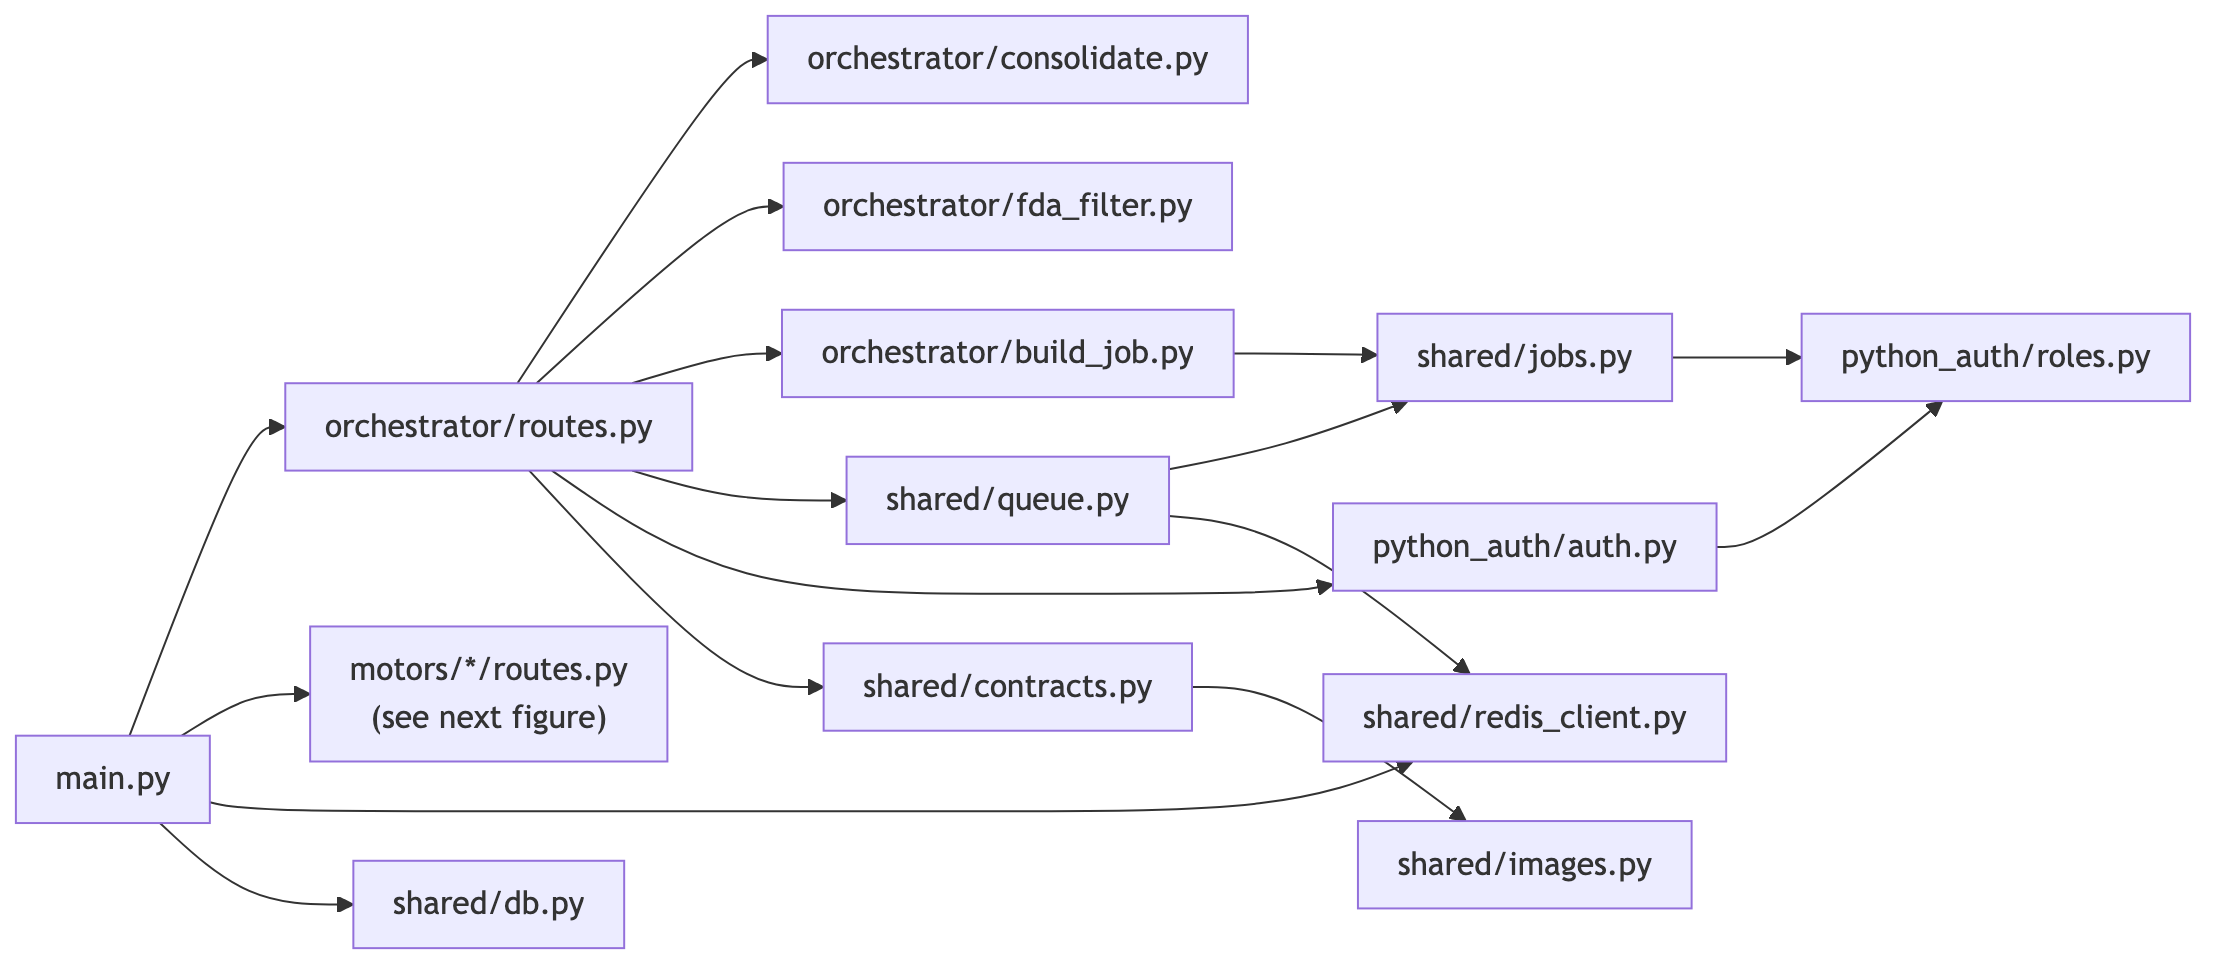 orchestrator/consolidate.py
orchestrator/fda_filter.py
orchestrator/build_job.py
shared/jobs.py
python_auth/roles.py
orchestrator/routes.py
shared/queue.py
python_auth/auth.py
motors/*/routes.py
(see next figure)
shared/contracts.py
shared/redis_client.py
main.py
shared/images.py
shared/db.py